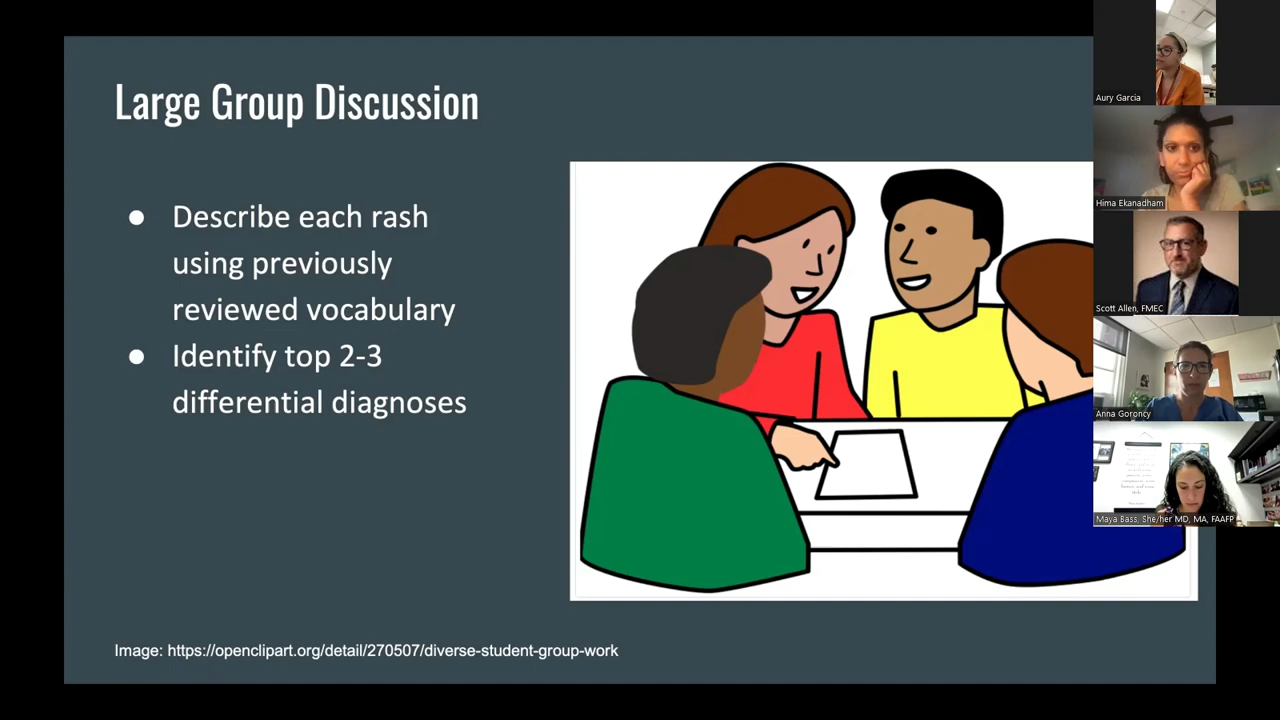 Large Group Discussion
● Describe each rash
using previously
reviewed vocabulary
● Identify top 2-3
differential diagnoses
Image: https://openclipart.org/detail/270507/diverse-student-group-work
Aury Garcia
Hima Ekanadham
Scott Allen, FMEC
Anna Goroncy
Maya Bass, She/her MD, MA, FAAFP